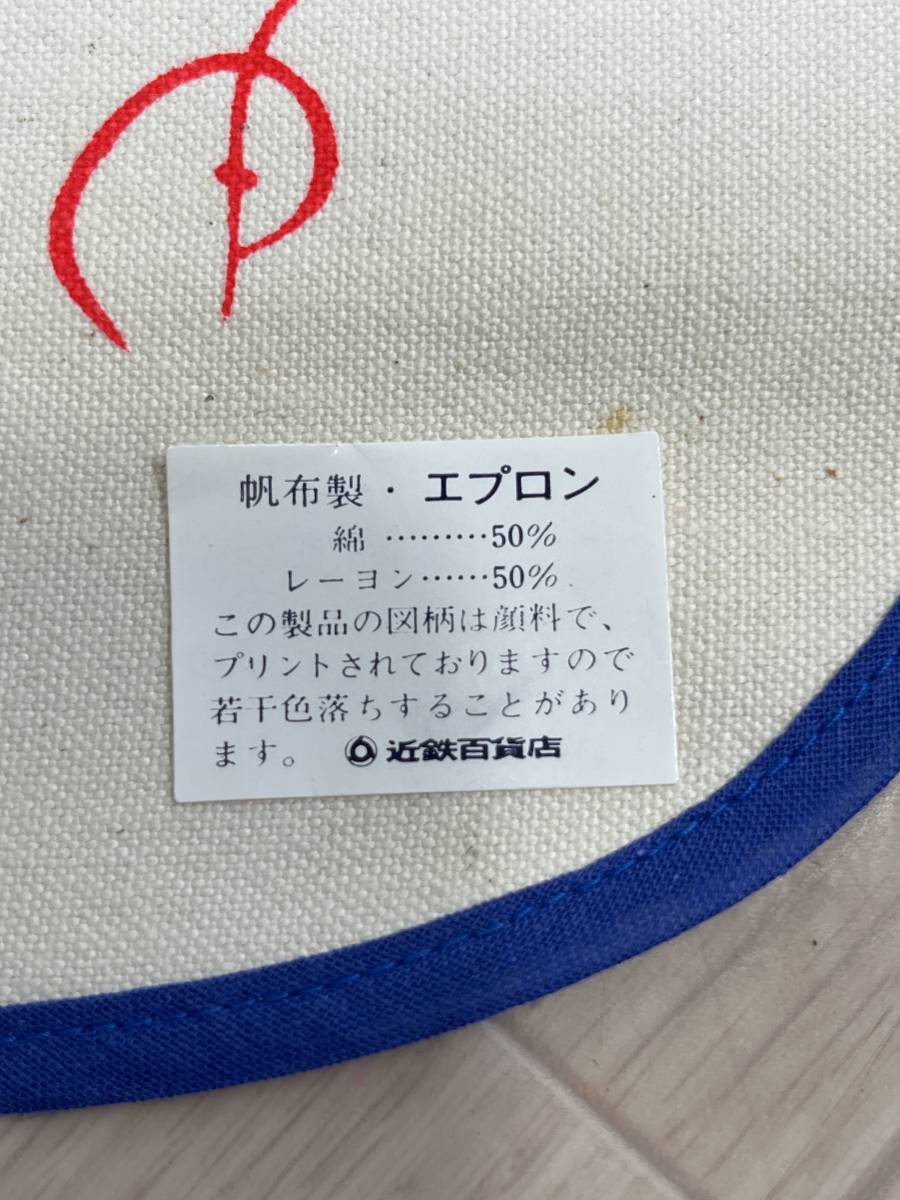 帆布製・エプロン
綿………50%
レーヨン……50%
この製品の図柄は顔料で、
プリントされておりますので
若干色落ちすることがあり
ます。 近鉄百貨店